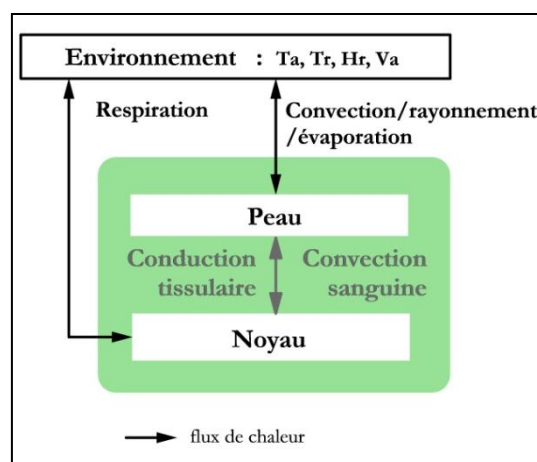 Environnement : Ta, Tr, Hr, Va
Respiration
Convection/rayonnement
/évaporation
Peau
Conduction
tissulaire
Convection
sanguine
Noyau
flux de chaleur